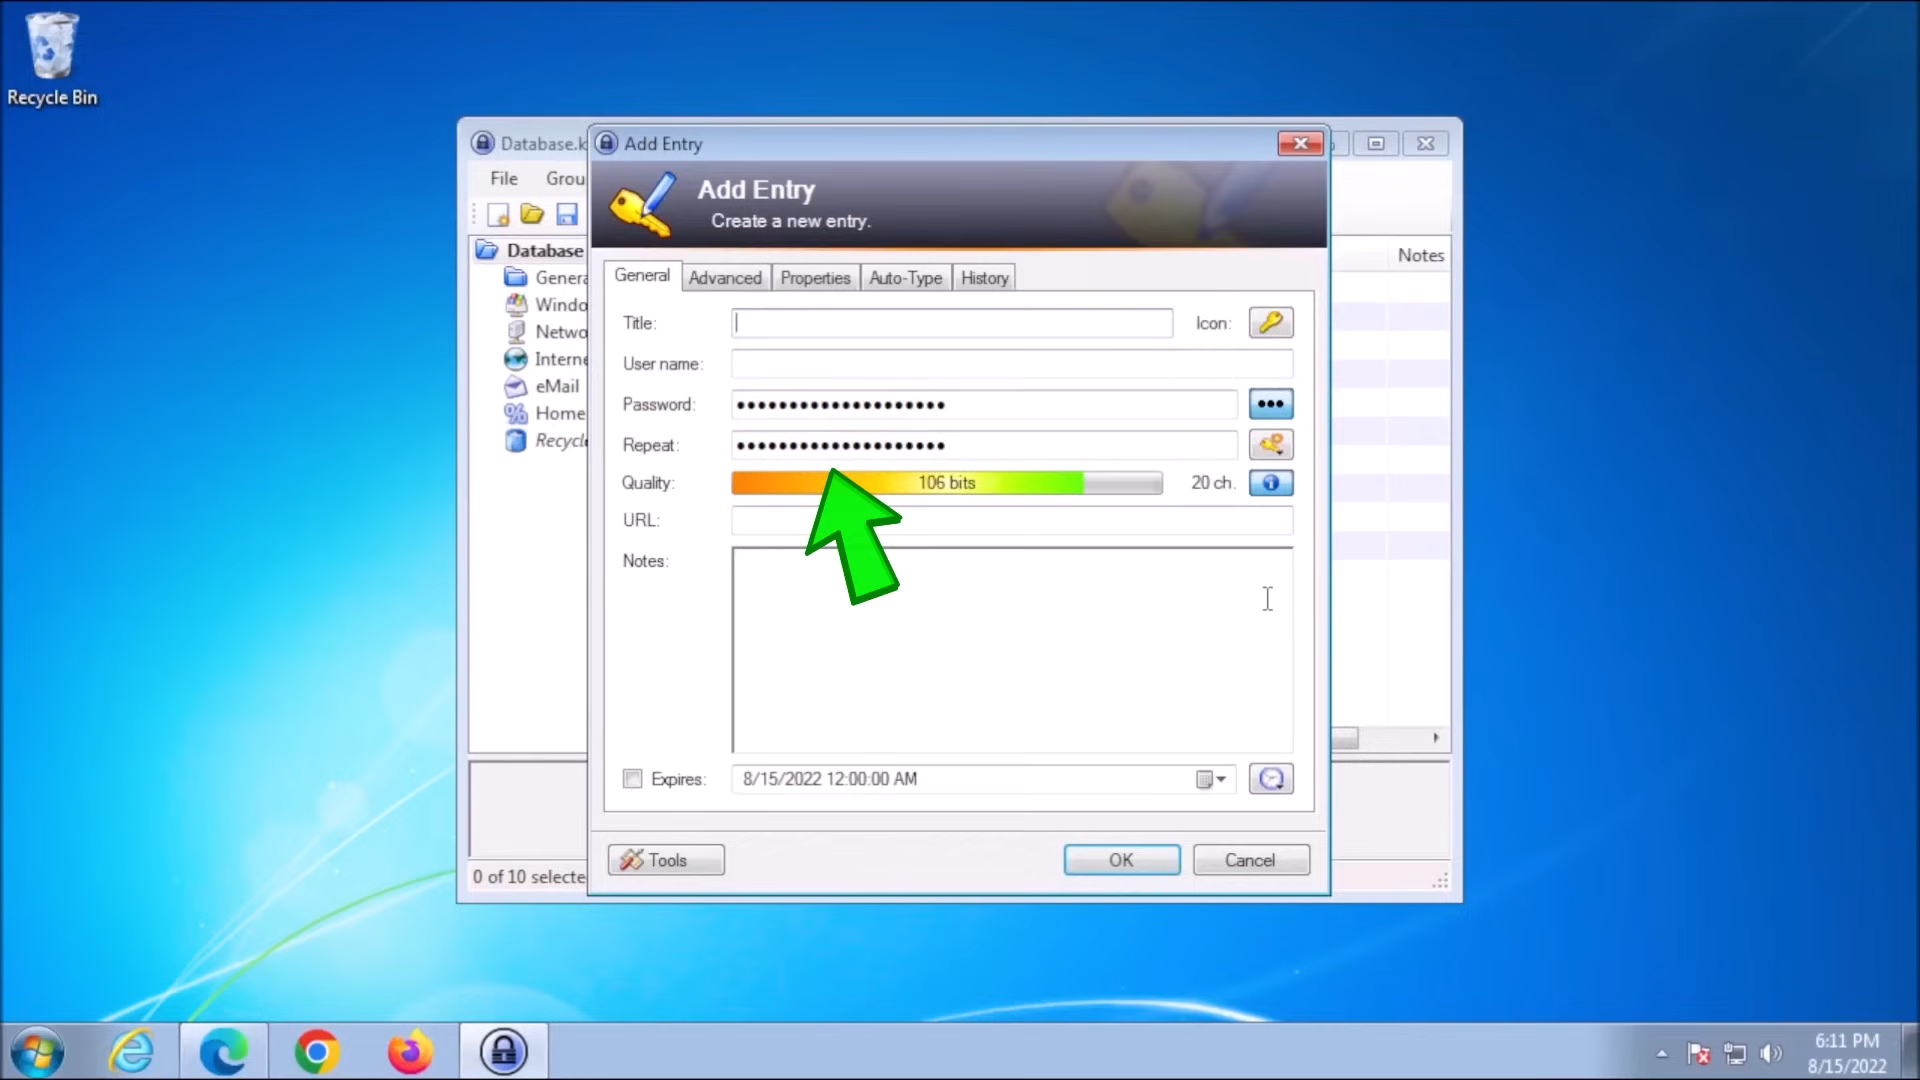 Recycle Bin
Database.k
Add Entry
File
Grou
Add Entry
Create a new entry.
Database
Genera
Windo
Netwo
Interne
eMail
Home
Recycle
Notes
General
Advanced
Properties
Auto-Type
History
Title:
Icon:
User name:
Password:
Repeat:
Quality:
106 bits
20 ch.
URL:
Notes:
Expires:
8/15/2022 12:00:00 AM
Tools
OK
Cancel
0 of 10 selecte
6:11 PM
8/15/2022